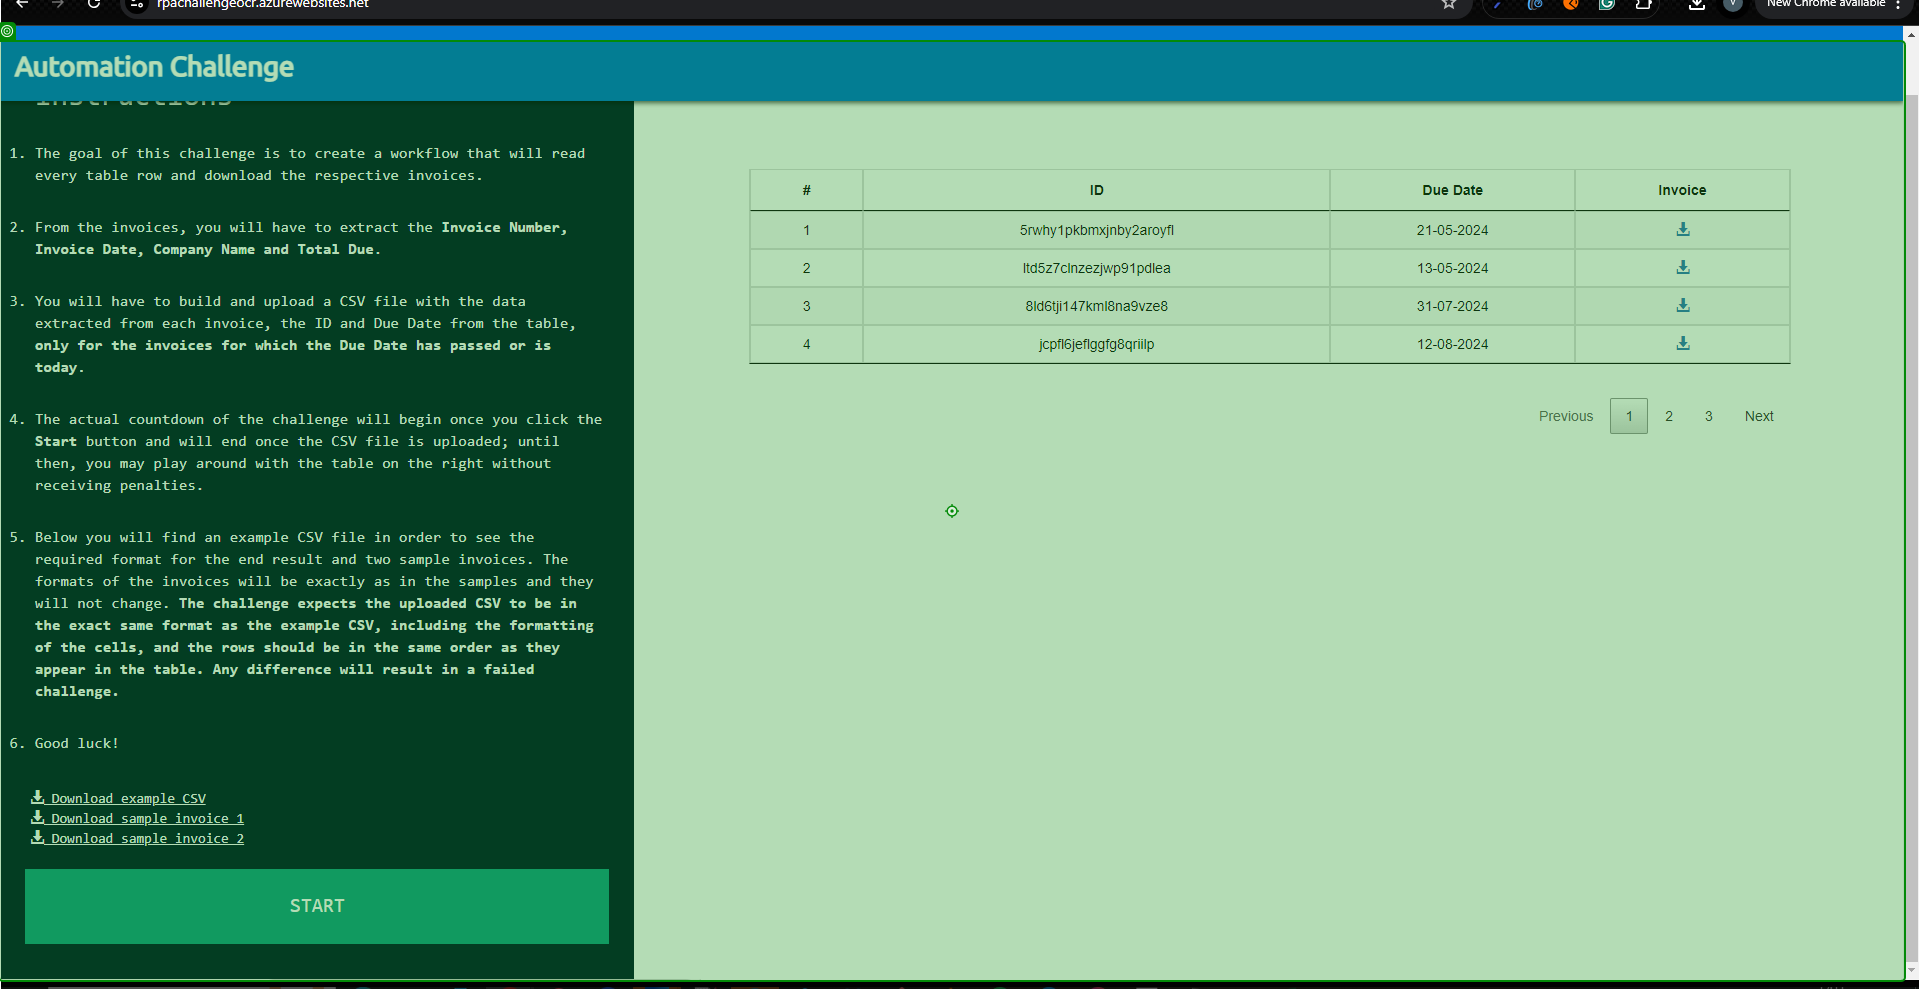 rpachallengeocr.azurewebsites.net
New Chrome available
Automation Challenge
Instructions
1. The goal of this challenge is to create a workflow that will read
every table row and download the respective invoices.
2. From the invoices, you will have to extract the Invoice Number,
Invoice Date, Company Name and Total Due.
3. You will have to build and upload a CSV file with the data
extracted from each invoice, the ID and Due Date from the table,
only for the invoices for which the Due Date has passed or is
today.
4. The actual countdown of the challenge will begin once you click the
Start button and will end once the CSV file is uploaded; until
then, you may play around with the table on the right without
receiving penalties.
5. Below you will find an example CSV file in order to see the
required format for the end result and two sample invoices. The
formats of the invoices will be exactly as in the samples and they
will not change. The challenge expects the uploaded CSV to be in
the exact same format as the example CSV, including the formatting
of the cells, and the rows should be in the same order as they
appear in the table. Any difference will result in a failed
challenge.
6. Good luck!
Download example CSV
Download sample invoice 1
Download sample invoice 2
START
# ID Due Date Invoice
1 5rwhy1pkbmxjnby2aroyfl 21-05-2024
2 ltd5z7clnzezjwp91pdlea 13-05-2024
3 8ld6tji147kml8na9vze8 31-07-2024
4 jcpfl6jeflggfg8qriilp 12-08-2024
Previous 1 2 3 Next